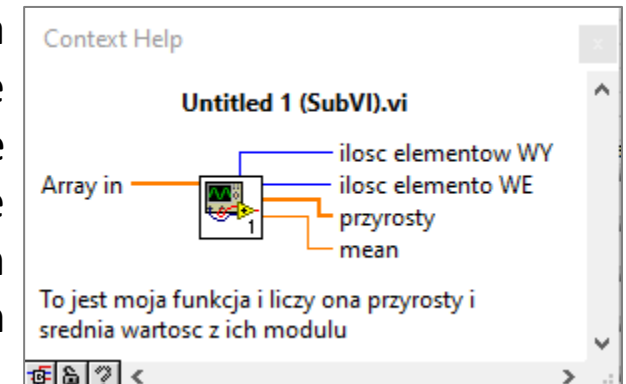 Context Help
Untitled 1 (SubVI).vi
ilosc elementow WY
Array in
ilosc elemento WE
przyrosty
mean
1
To jest moja funkcja i liczy ona przyrosty i
srednia wartosc z ich modulu